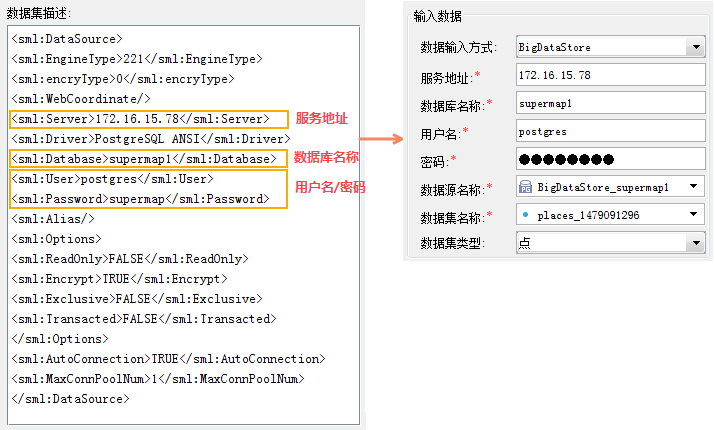 数据集描述:
<sml:DataSource>
<sml:EngineType>221</sml:EngineType>
<sml:encryType>0</sml:encryType>
<sml:WebCoordinate/>
<sml:Server>172.16.15.78</sml:Server>
服务地址
<sml:Driver>PostgreSQL ANSI</sml:Driver>
<sml:Database>supermap1</sml:Database>
数据库名称
<sml:User>postgres</sml:User>
用户名/密码
<sml:Password>supermap</sml:Password>
<sml:Alias/>
<sml:Options>
<sml:ReadOnly>FALSE</sml:ReadOnly>
<sml:Encrypt>TRUE</sml:Encrypt>
<sml:Exclusive>FALSE</sml:Exclusive>
<sml:Transacted>FALSE</sml:Transacted>
</sml:Options>
<sml:AutoConnection>TRUE</sml:AutoConnection>
<sml:MaxConnPoolNum>1</sml:MaxConnPoolNum>
</sml:DataSource>
输入数据
数据输入方式: BigDataStore
服务地址:* 172.16.15.78
数据库名称:* supermap1
用户名:* postgres
密码:* ●●●●●●●●
数据源名称:* BigDataStore_supermap1
数据集名称:* places_1479091296
数据集类型: 点